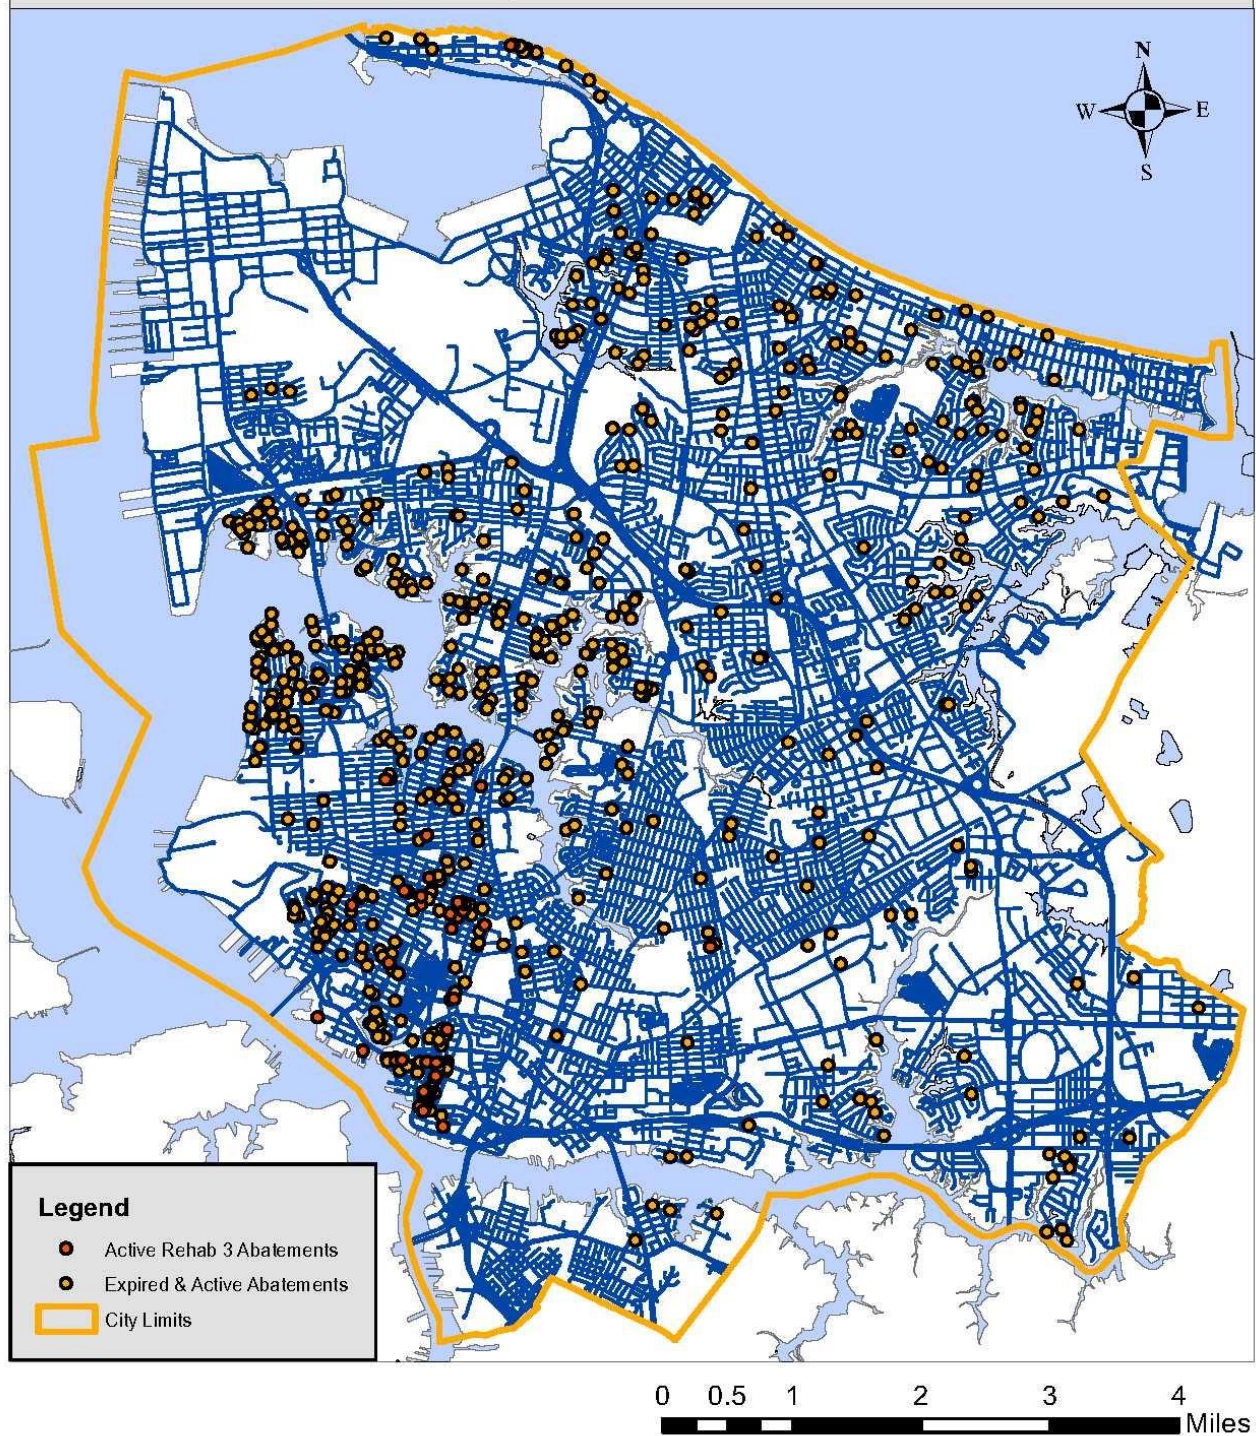 N
W E
S
Legend
Active Rehab 3 Abatements
Expired & Active Abatements
City Limits
0 0.5 1 2 3 4
Miles